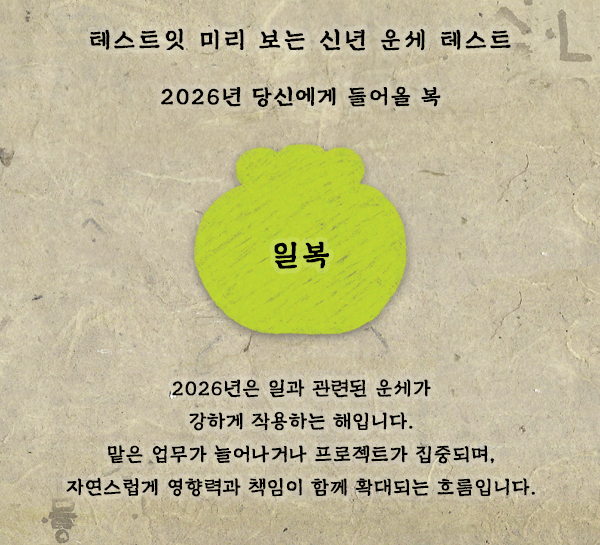 테스트잇 미리 보는 신년 운세 테스트
2026년 당신에게 들어올 복
일복
2026년은 일과 관련된 운세가
강하게 작용하는 해입니다.
맡은 업무가 늘어나거나 프로젝트가 집중되며,
자연스럽게 영향력과 책임이 함께 확대되는 흐름입니다.